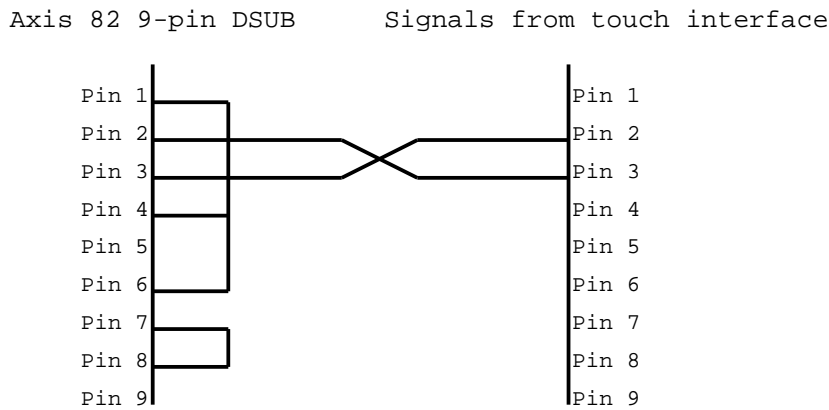 Axis 82 9-pin DSUB Signals from touch interface
Pin 1 Pin 1
Pin 2 Pin 2
Pin 3 Pin 3
Pin 4 Pin 4
Pin 5 Pin 5
Pin 6 Pin 6
Pin 7 Pin 7
Pin 8 Pin 8
Pin 9 Pin 9